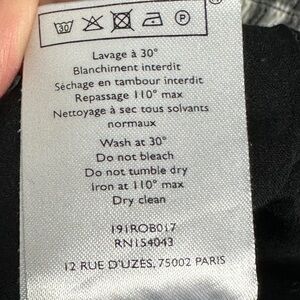 30 P
Lavage à 30°
Blanchiment interdit
Séchage en tambour interdit
Repassage 110° max
Nettoyage à sec tous solvants
normaux
Wash at 30°
Do not bleach
Do not tumble dry
Iron at 110° max
Dry clean
191ROB017
RN154043
12 RUE D'UZÈS, 75002 PARIS